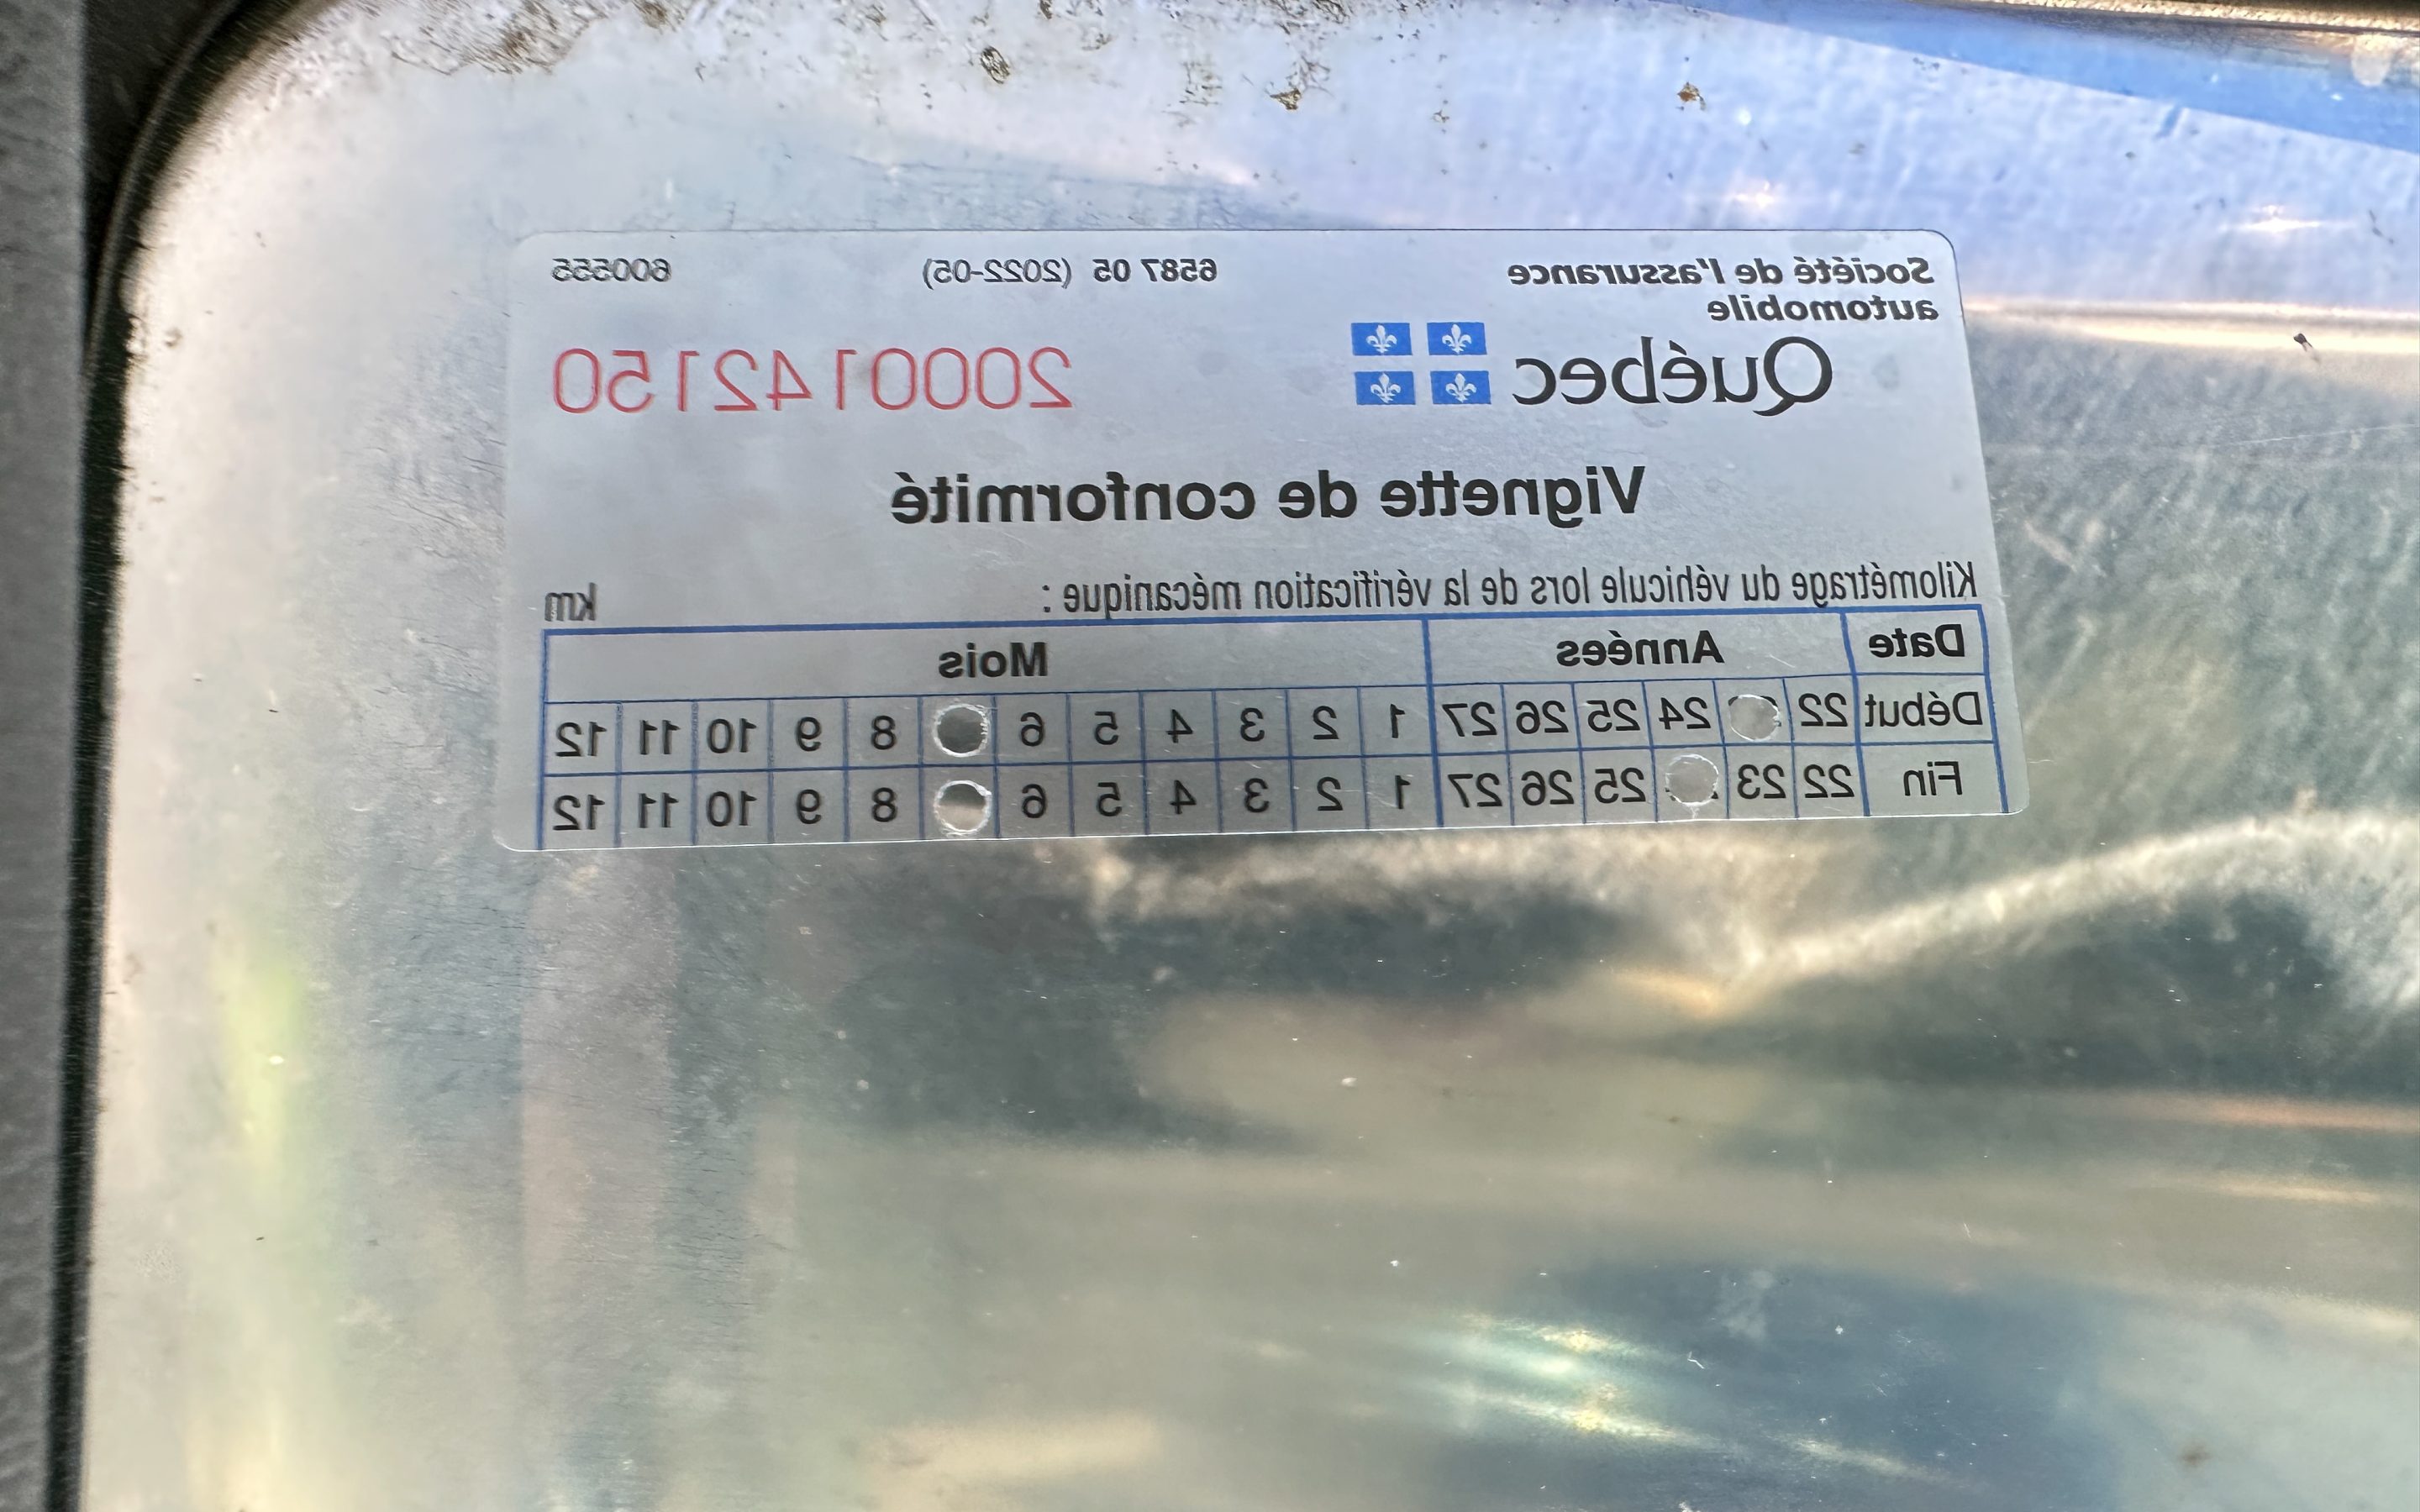 Société de l'assurance
automobile
Québec
6587 05 (2022-05)
600555
2000142150
Vignette de conformité
Kilométrage du véhicule lors de la vérification mécanique : km
Date Années Mois
Début 22 24 25 26 27 1 2 3 4 5 6 8 9 10 11 12
Fin 22 23 25 26 27 1 2 3 4 5 6 8 9 10 11 12